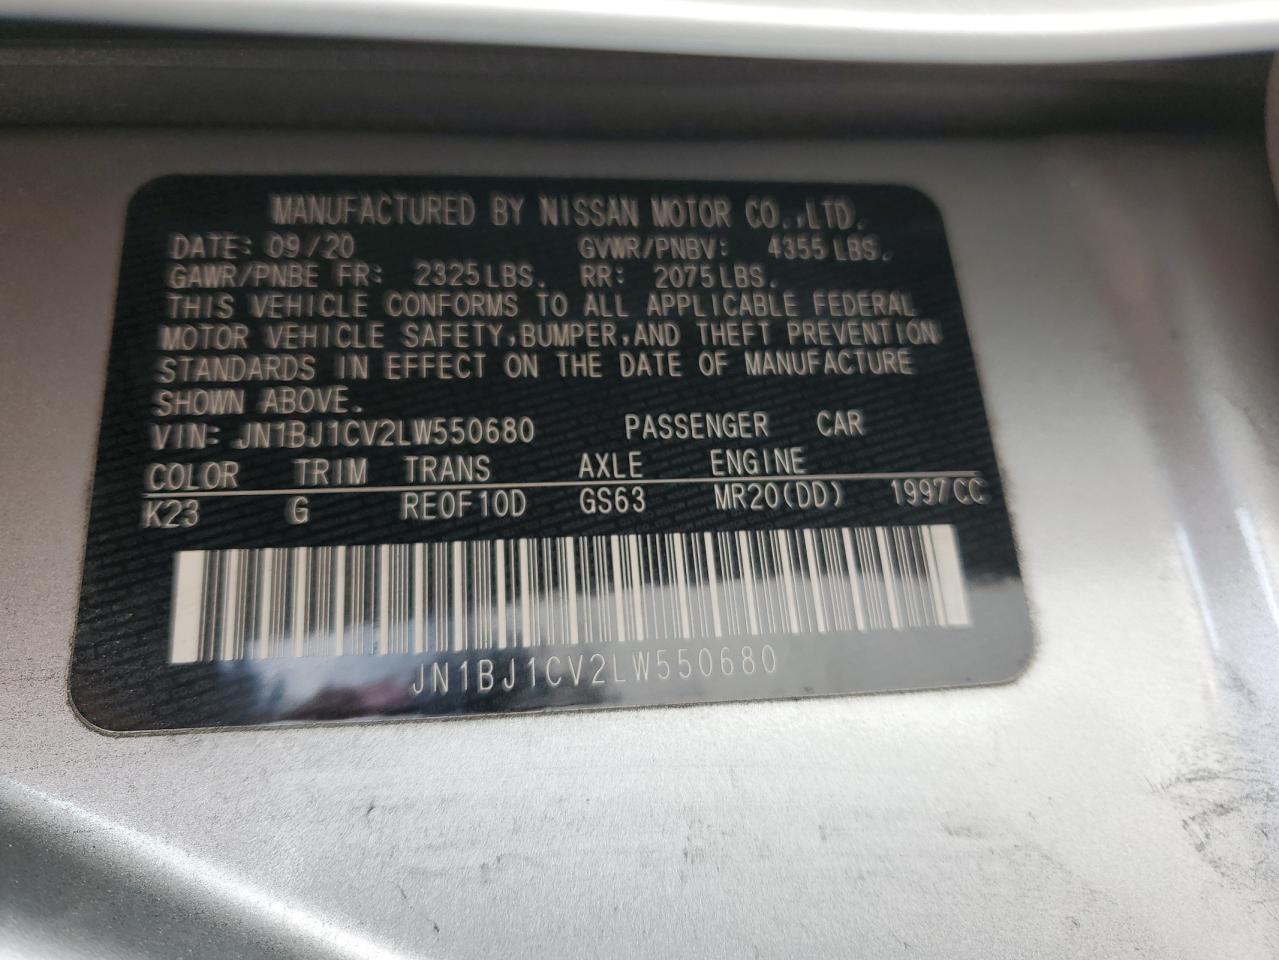 MANUFACTURED BY NISSAN MOTOR CO.,LTD.
DATE: 09/20 GVWR/PNBV: 4355 LBS.
GAWR/PNBE FR: 2325 LBS. RR: 2075 LBS.
THIS VEHICLE CONFORMS TO ALL APPLICABLE FEDERAL
MOTOR VEHICLE SAFETY,BUMPER,AND THEFT PREVENTION
STANDARDS IN EFFECT ON THE DATE OF MANUFACTURE
SHOWN ABOVE.
VIN: JN1BJ1CV2LW550680 PASSENGER CAR
COLOR TRIM TRANS AXLE ENGINE
K23 G RE0F10D GS63 MR20(DD) 1997CC
JN1BJ1CV2LW550680